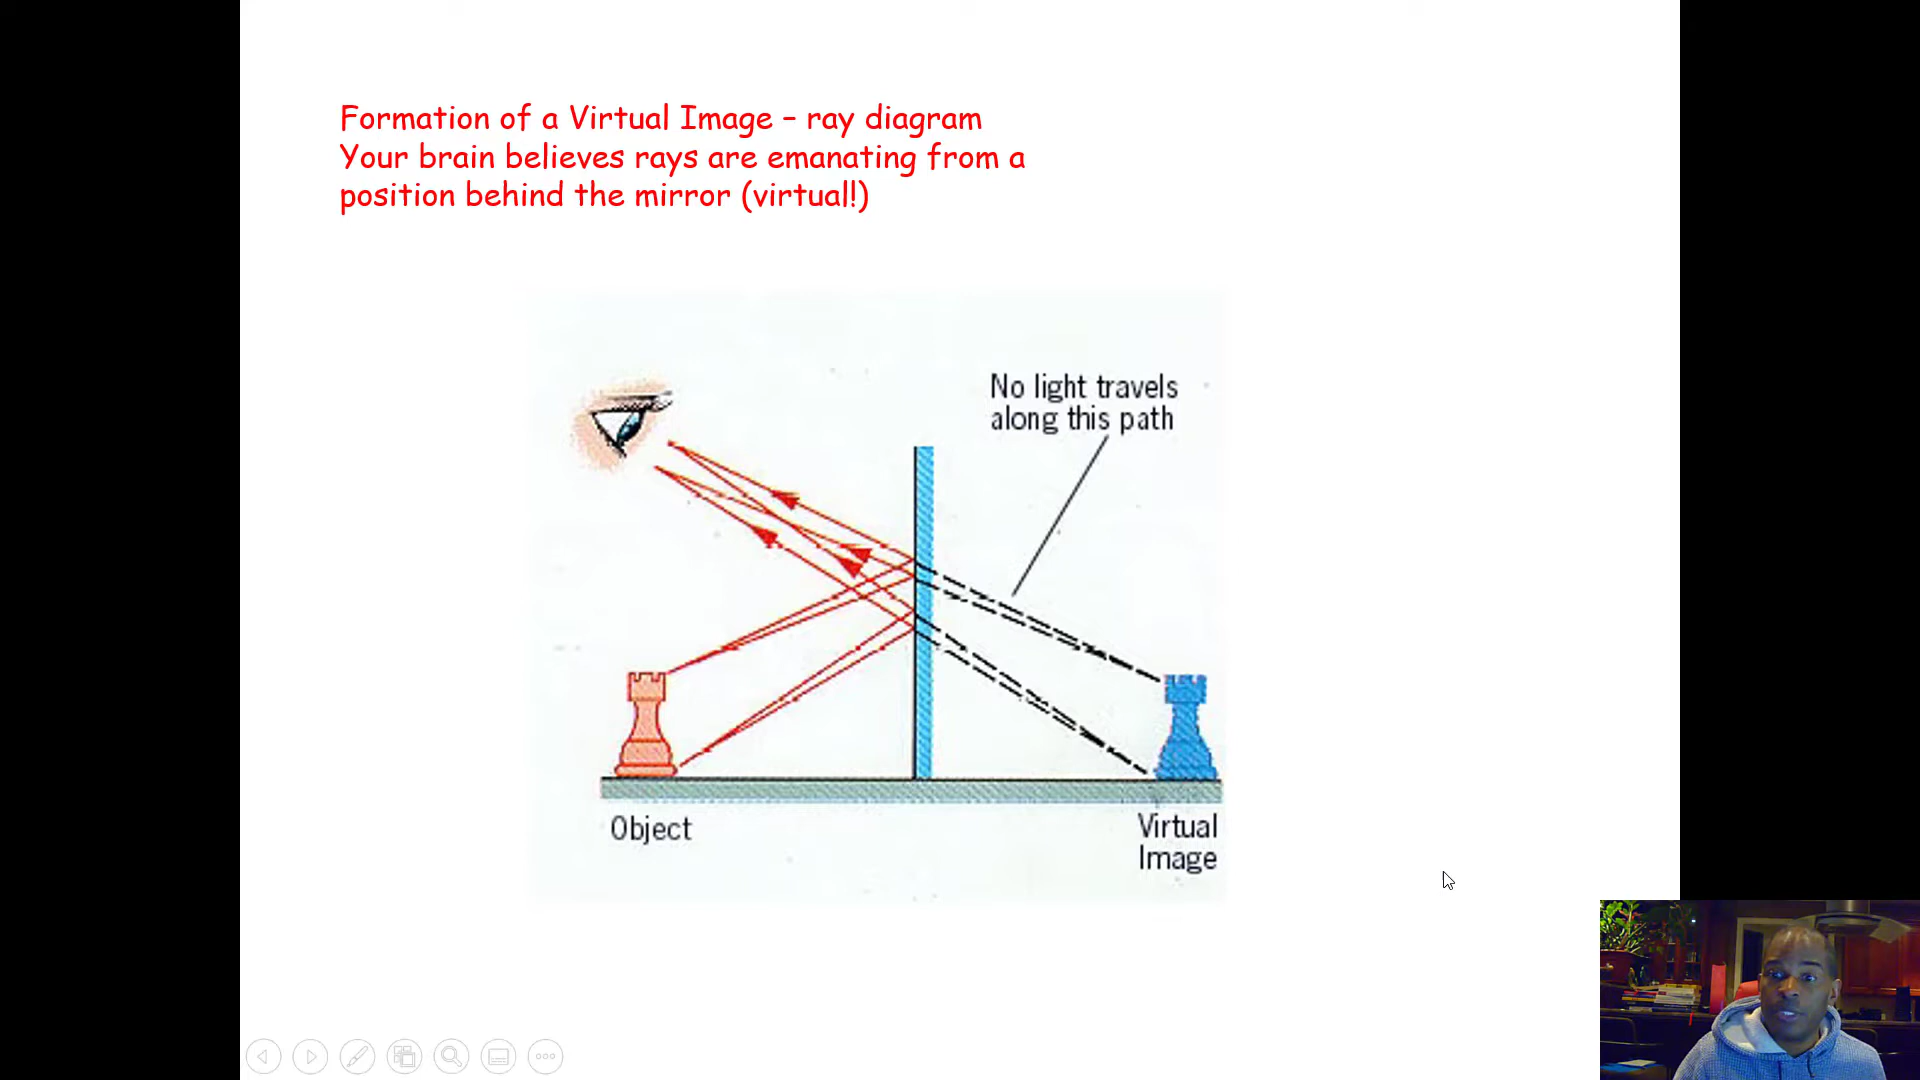 Formation of a Virtual Image – ray diagram
Your brain believes rays are emanating from a
position behind the mirror (virtual!)
No light travels
along this path
Object
Virtual
Image